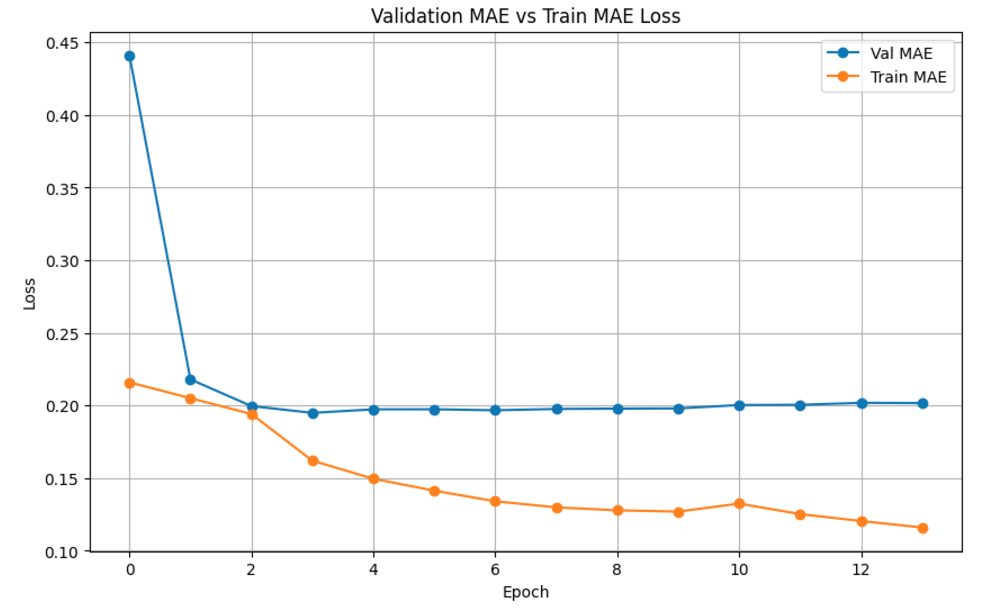 Validation MAE vs Train MAE Loss
Val MAE
Train MAE
0.45
0.40
0.35
0.30
0.25
0.20
0.15
0.10
Loss
0 2 4 6 8 10 12
Epoch